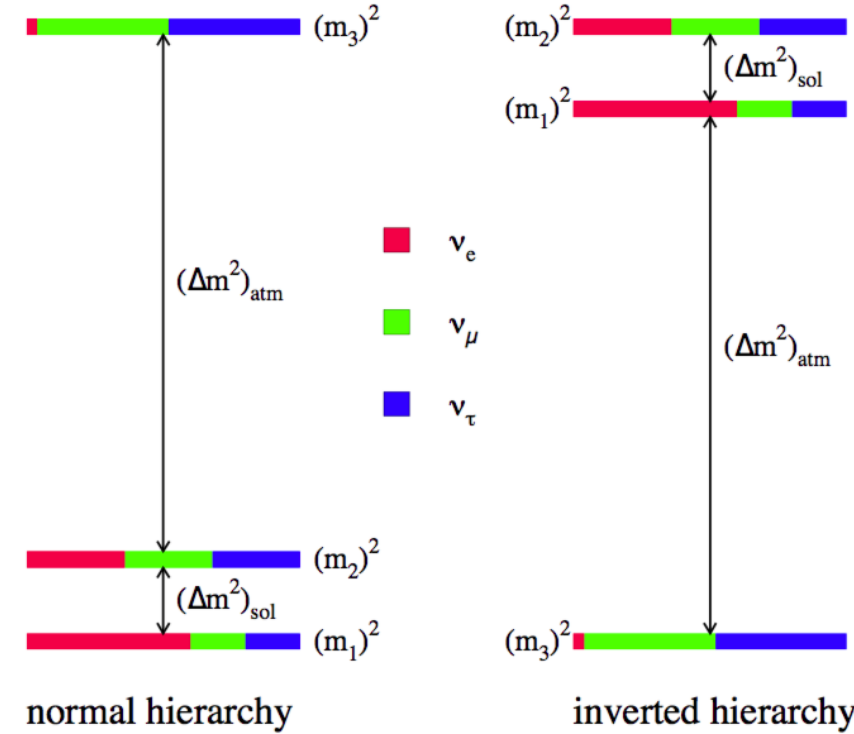 (m₃)²
(m₂)²
(Δm²)sol
(m₁)²
νe
(Δm²)atm
νμ
(Δm²)atm
ντ
(m₂)²
(Δm²)sol
(m₁)²
(m₃)²
normal hierarchy
inverted hierarchy